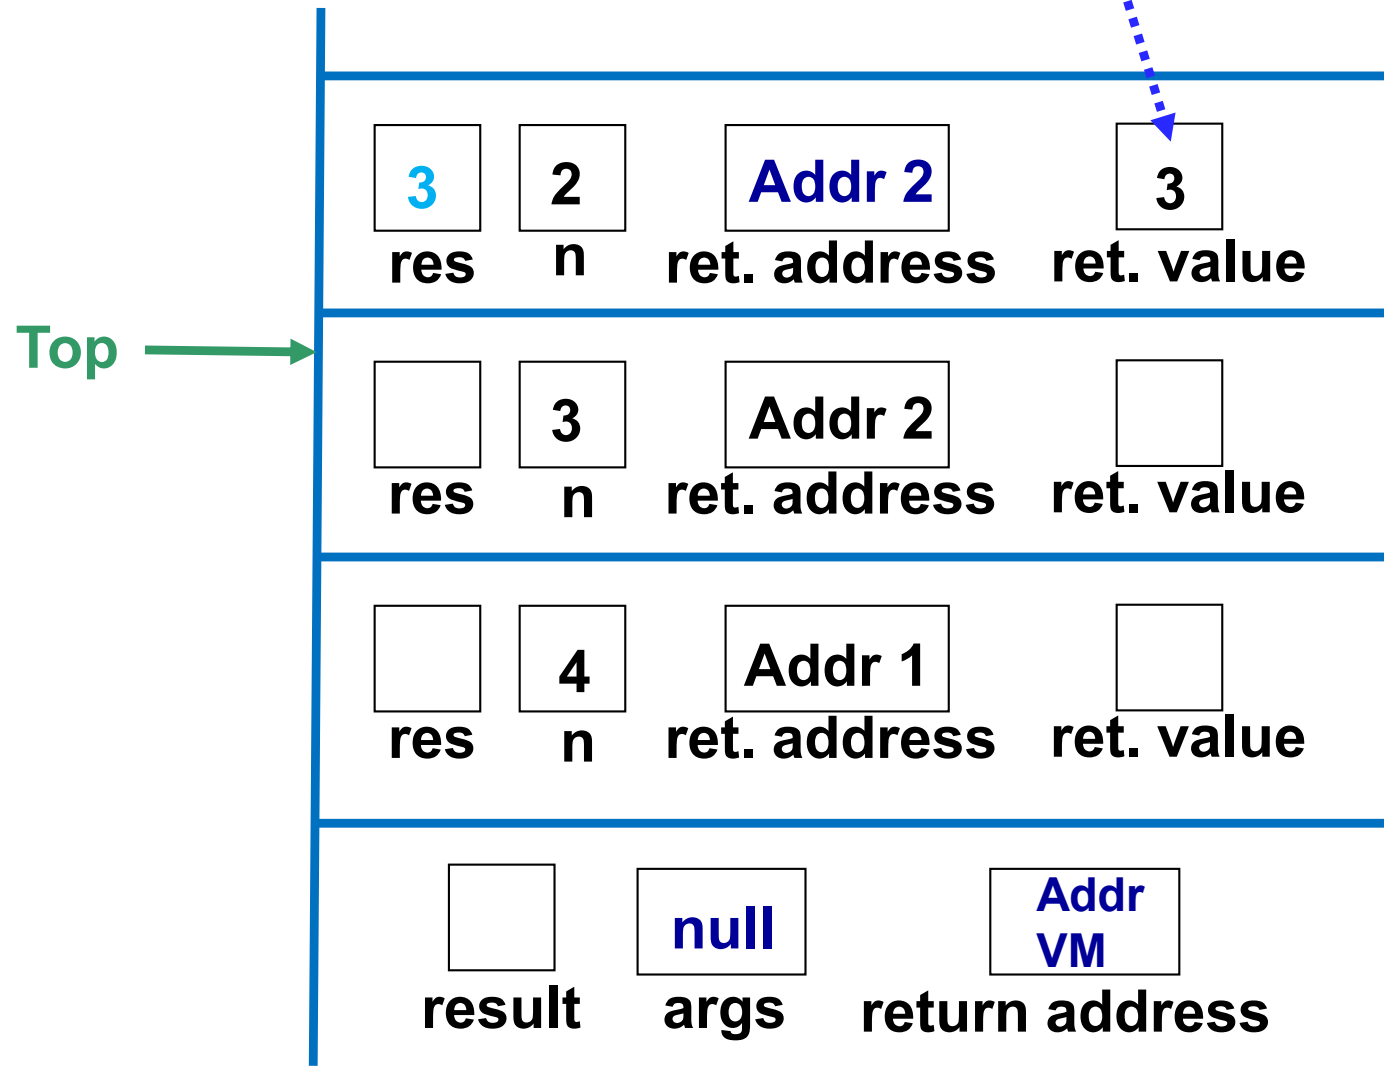 3 2 Addr 2 3
res n ret. address ret. value
Top
3 Addr 2
res n ret. address ret. value
4 Addr 1
res n ret. address ret. value
null Addr
VM
result args return address